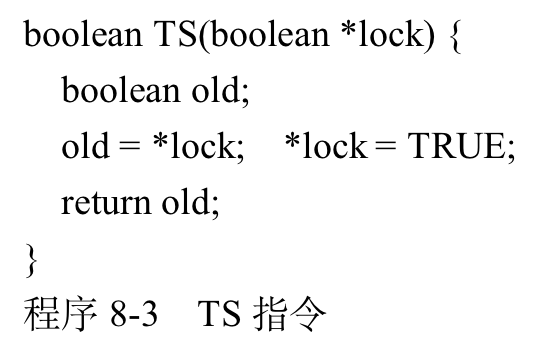 boolean TS(boolean *lock) {
boolean old;
old = *lock; *lock = TRUE;
return old;
}
程序 8-3 TS 指令